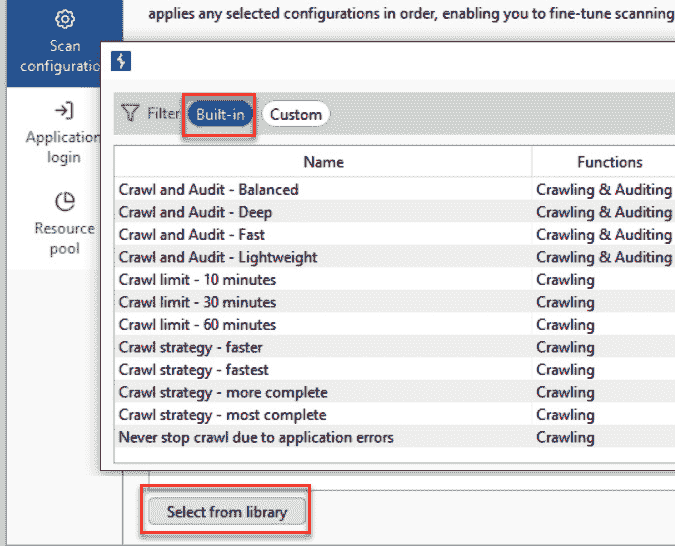 applies any selected configurations in order, enabling you to fine-tune scanning
Scan
configuratio
Application
login
Resource
pool
Filter Built-in Custom
Name Functions
Crawl and Audit - Balanced Crawling & Auditing
Crawl and Audit - Deep Crawling & Auditing
Crawl and Audit - Fast Crawling & Auditing
Crawl and Audit - Lightweight Crawling & Auditing
Crawl limit - 10 minutes Crawling
Crawl limit - 30 minutes Crawling
Crawl limit - 60 minutes Crawling
Crawl strategy - faster Crawling
Crawl strategy - fastest Crawling
Crawl strategy - more complete Crawling
Crawl strategy - most complete Crawling
Never stop crawl due to application errors Crawling
Select from library